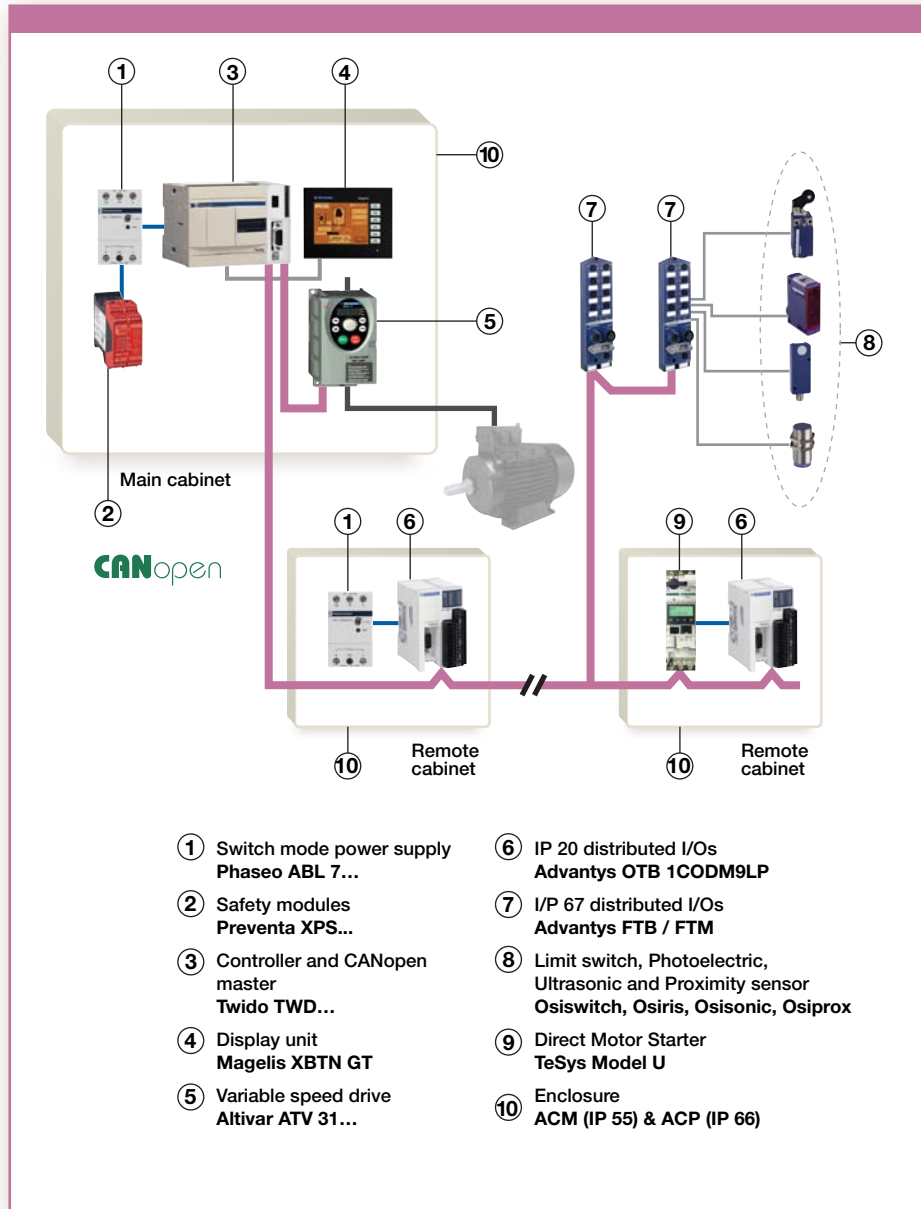 1
3
4
10
7
7
5
8
Main cabinet
2
1
6
9
6
CANopen
10
Remote
cabinet
10
Remote
cabinet
1 Switch mode power supply
Phaseo ABL 7…
2 Safety modules
Preventa XPS...
3 Controller and CANopen
master
Twido TWD…
4 Display unit
Magelis XBTN GT
5 Variable speed drive
Altivar ATV 31…
6 IP 20 distributed I/Os
Advantys OTB 1CODM9LP
7 I/P 67 distributed I/Os
Advantys FTB / FTM
8 Limit switch, Photoelectric,
Ultrasonic and Proximity sensor
Osiswitch, Osiris, Osisonic, Osiprox
9 Direct Motor Starter
TeSys Model U
10 Enclosure
ACM (IP 55) & ACP (IP 66)